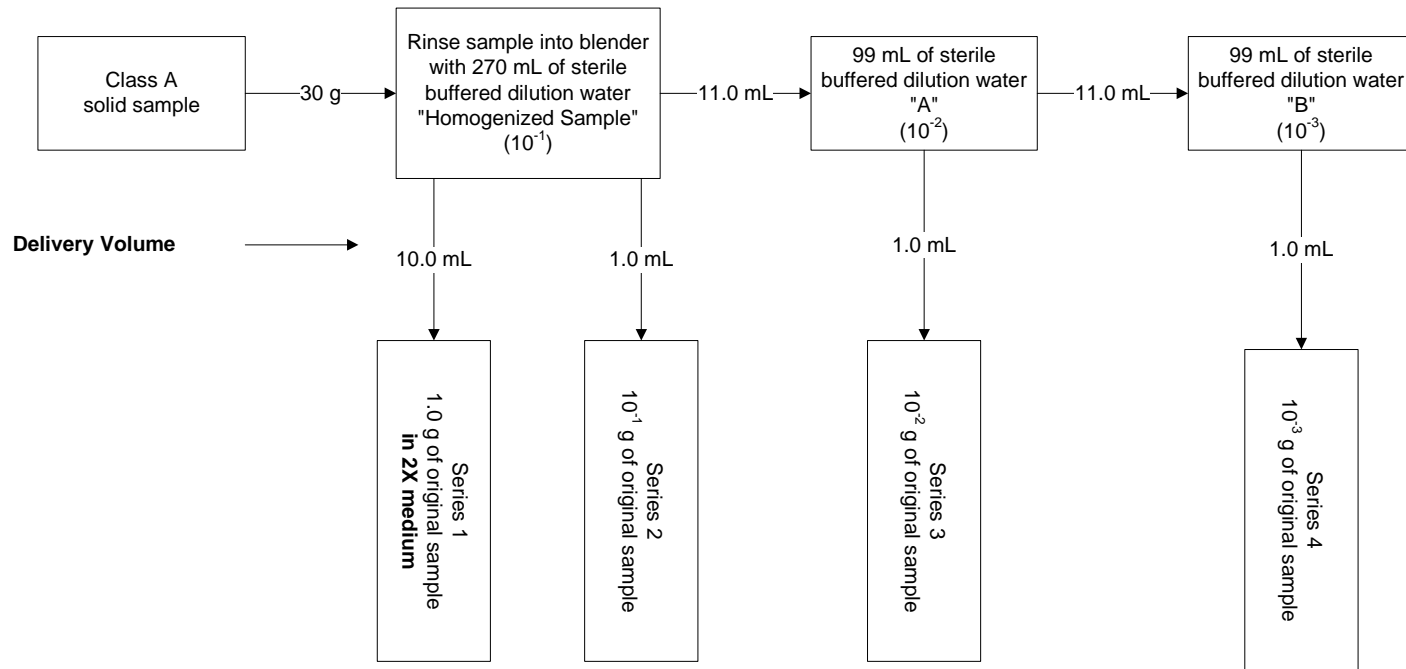 Class A
solid sample
30 g
Rinse sample into blender
with 270 mL of sterile
buffered dilution water
"Homogenized Sample"
(10⁻¹)
11.0 mL
99 mL of sterile
buffered dilution water
"A"
(10⁻²)
11.0 mL
99 mL of sterile
buffered dilution water
"B"
(10⁻³)
Delivery Volume
10.0 mL
1.0 mL
1.0 mL
1.0 mL
Series 1
1.0 g of original sample
in 2X medium
Series 2
10⁻¹ g of original sample
Series 3
10⁻² g of original sample
Series 4
10⁻³ g of original sample